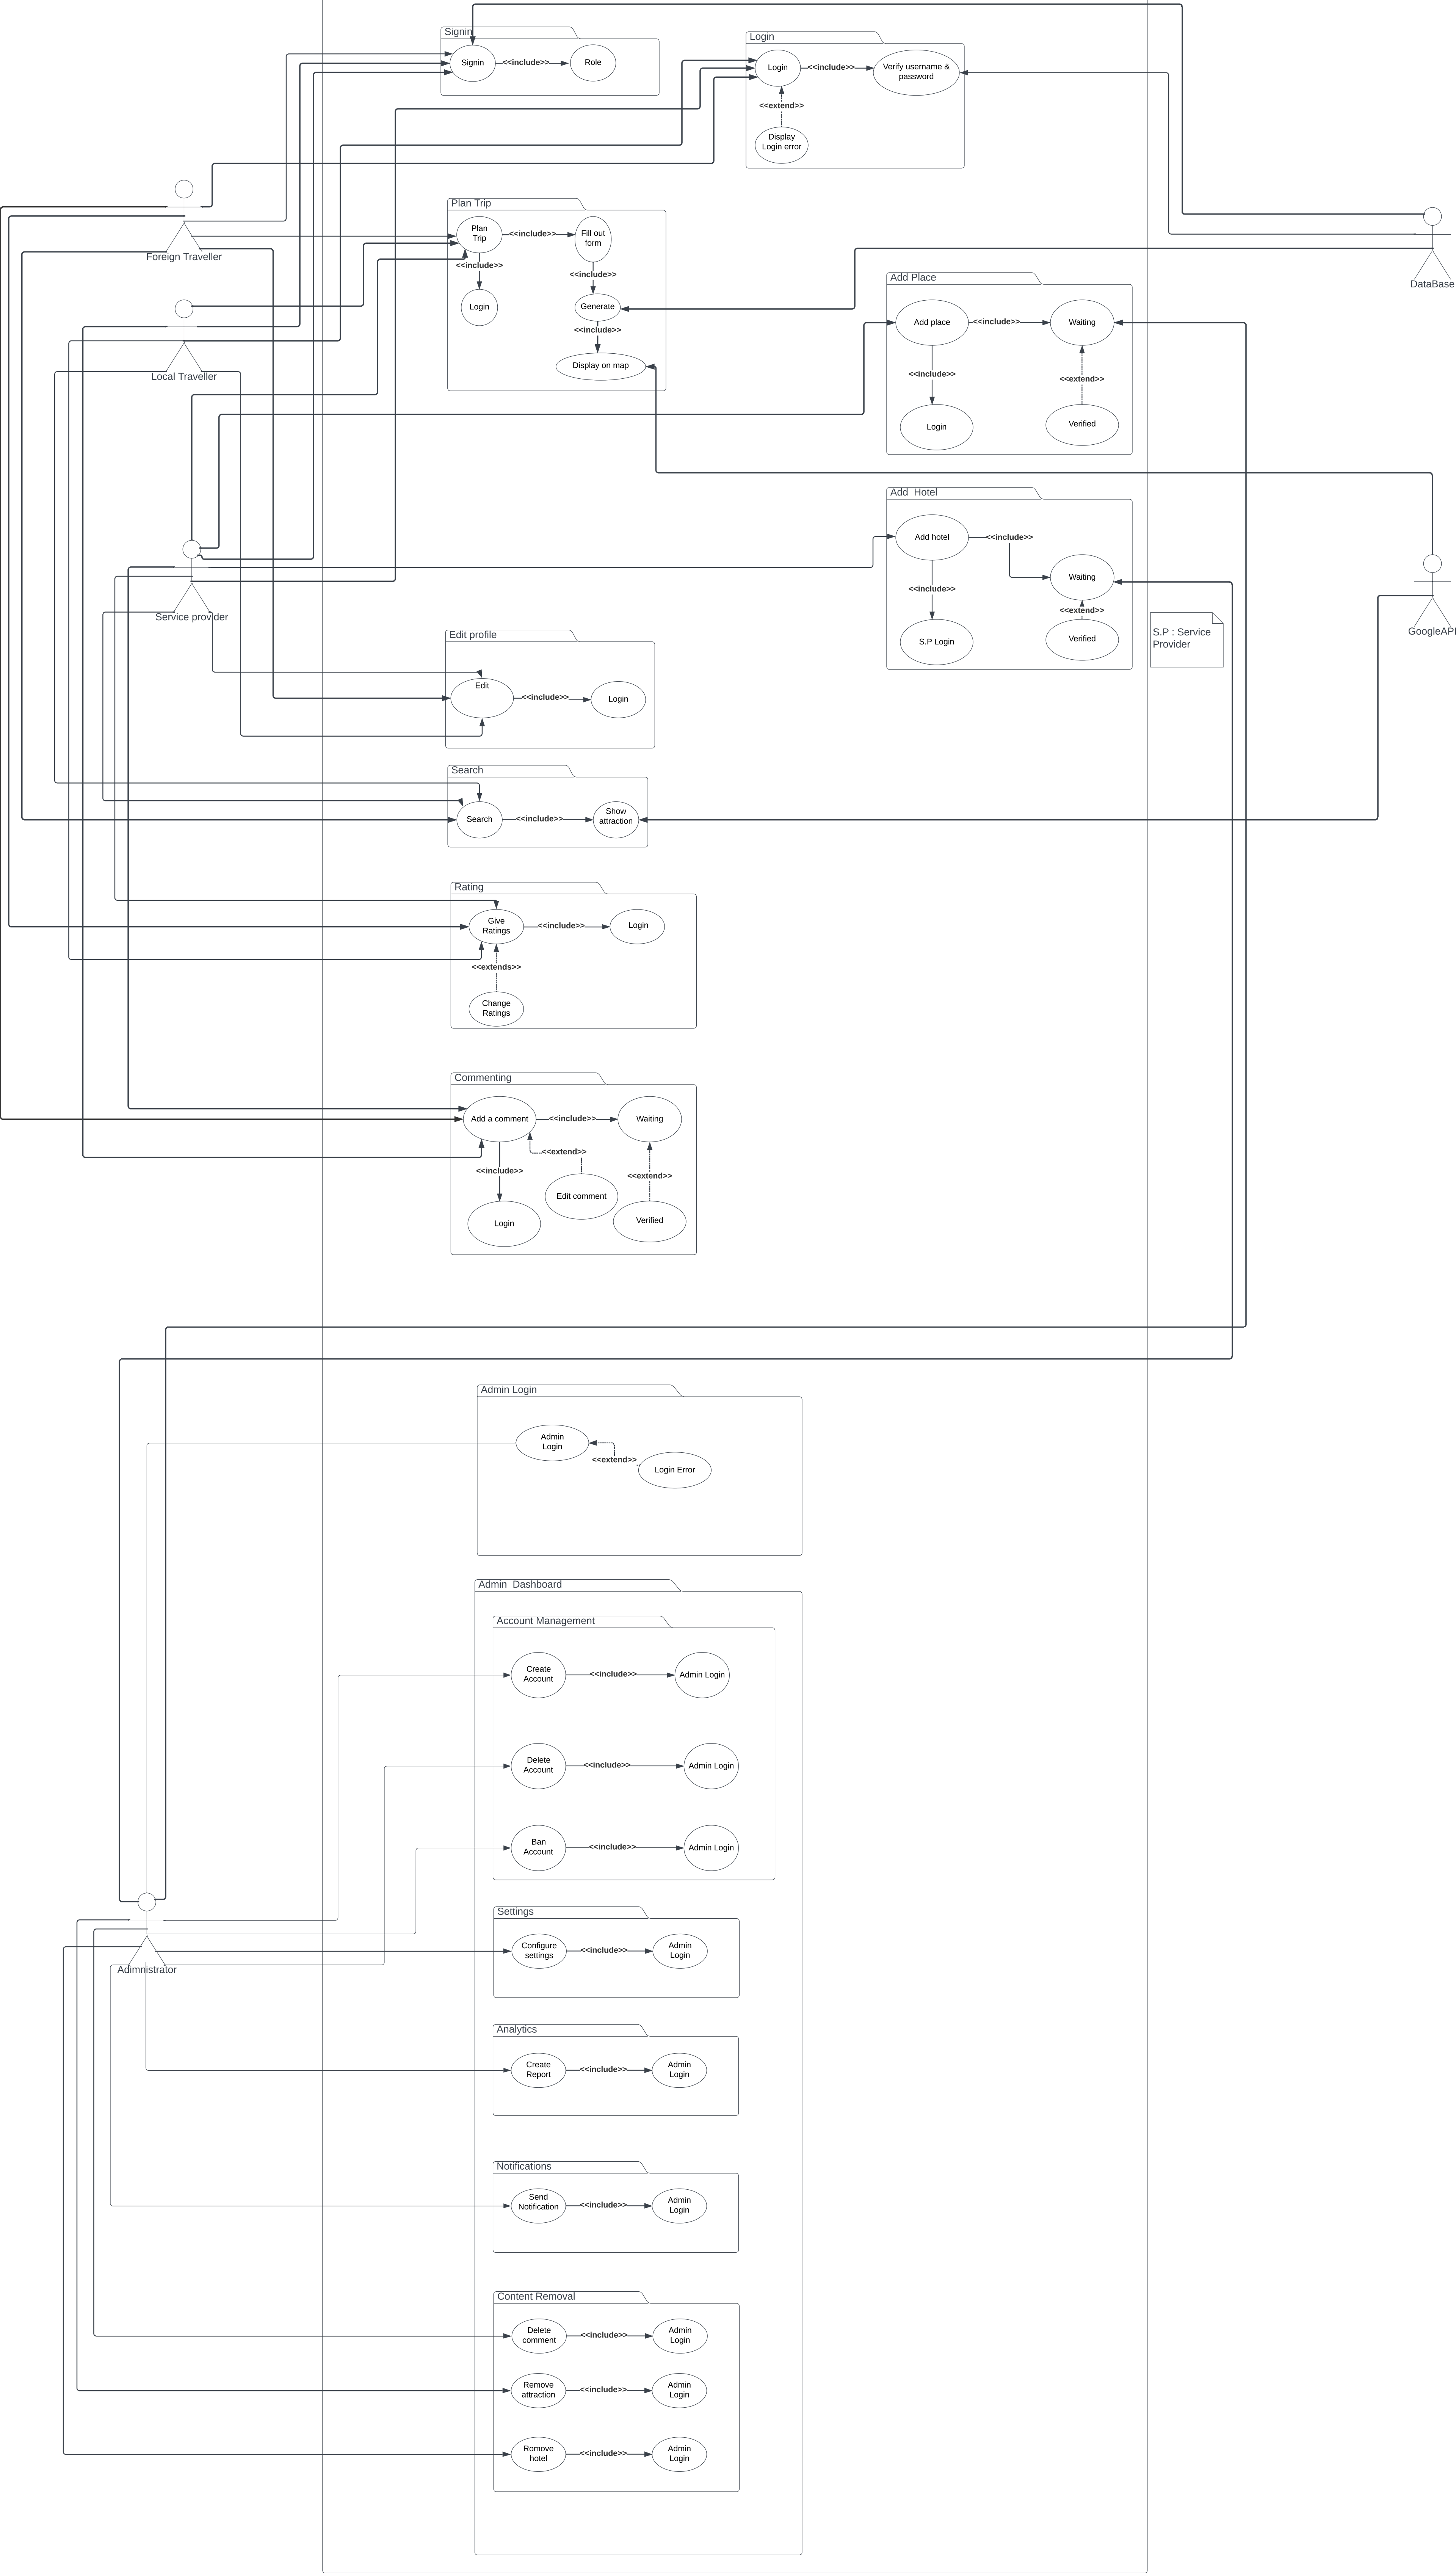 Signin
Signin
<<include>>
Role
Login
Login
<<include>>
Verify username &
password
<<extend>>
Display
Login error
Foreign Traveller
Local Traveller
Service provider
DataBase
GoogleAPI
Plan Trip
Plan
Trip
<<include>>
Fill out
form
<<include>>
Login
<<include>>
Generate
<<include>>
Display on map
Add Place
Add place
<<include>>
Waiting
<<include>>
<<extend>>
Login
Verified
Add  Hotel
Add hotel
<<include>>
Waiting
<<include>>
<<extend>>
S.P Login
Verified
S.P : Service
Provider
Edit profile
Edit
<<include>>
Login
Search
Search
<<include>>
Show
attraction
Rating
Give
Ratings
<<include>>
Login
<<extends>>
Change
Ratings
Commenting
Add a comment
<<include>>
Waiting
<<extend>>
<<include>>
<<extend>>
Edit comment
Login
Verified
Admin Login
Admin
Login
<<extend>>
Login Error
Admin  Dashboard
Account Management
Create
Account
<<include>>
Admin Login
Delete
Account
<<include>>
Admin Login
Ban
Account
<<include>>
Admin Login
Adimnistrator
Settings
Configure
settings
<<include>>
Admin
Login
Analytics
Create
Report
<<include>>
Admin
Login
Notifications
Send
Notification
<<include>>
Admin
Login
Content Removal
Delete
comment
<<include>>
Admin
Login
Remove
attraction
<<include>>
Admin
Login
Romove
hotel
<<include>>
Admin
Login